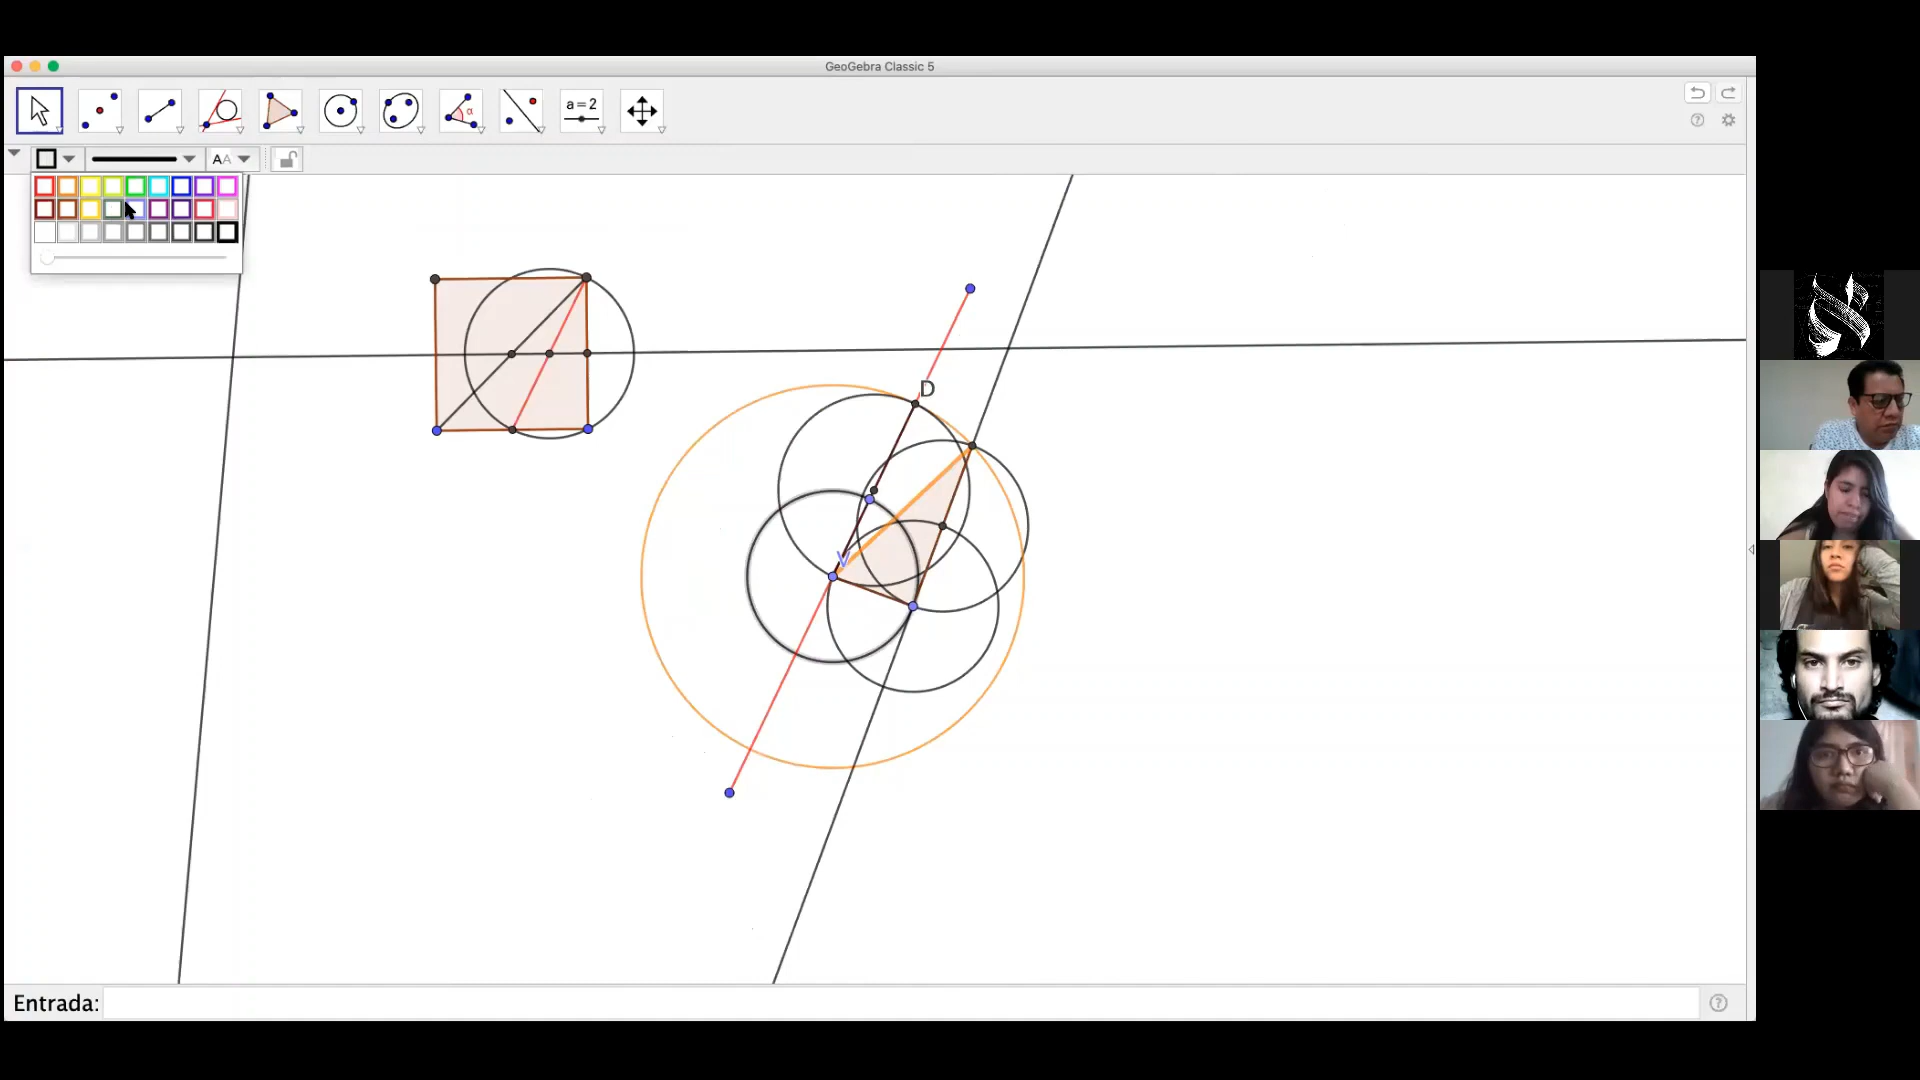 GeoGebra Classic 5
α
a=2
AA
D
V
Entrada:
א